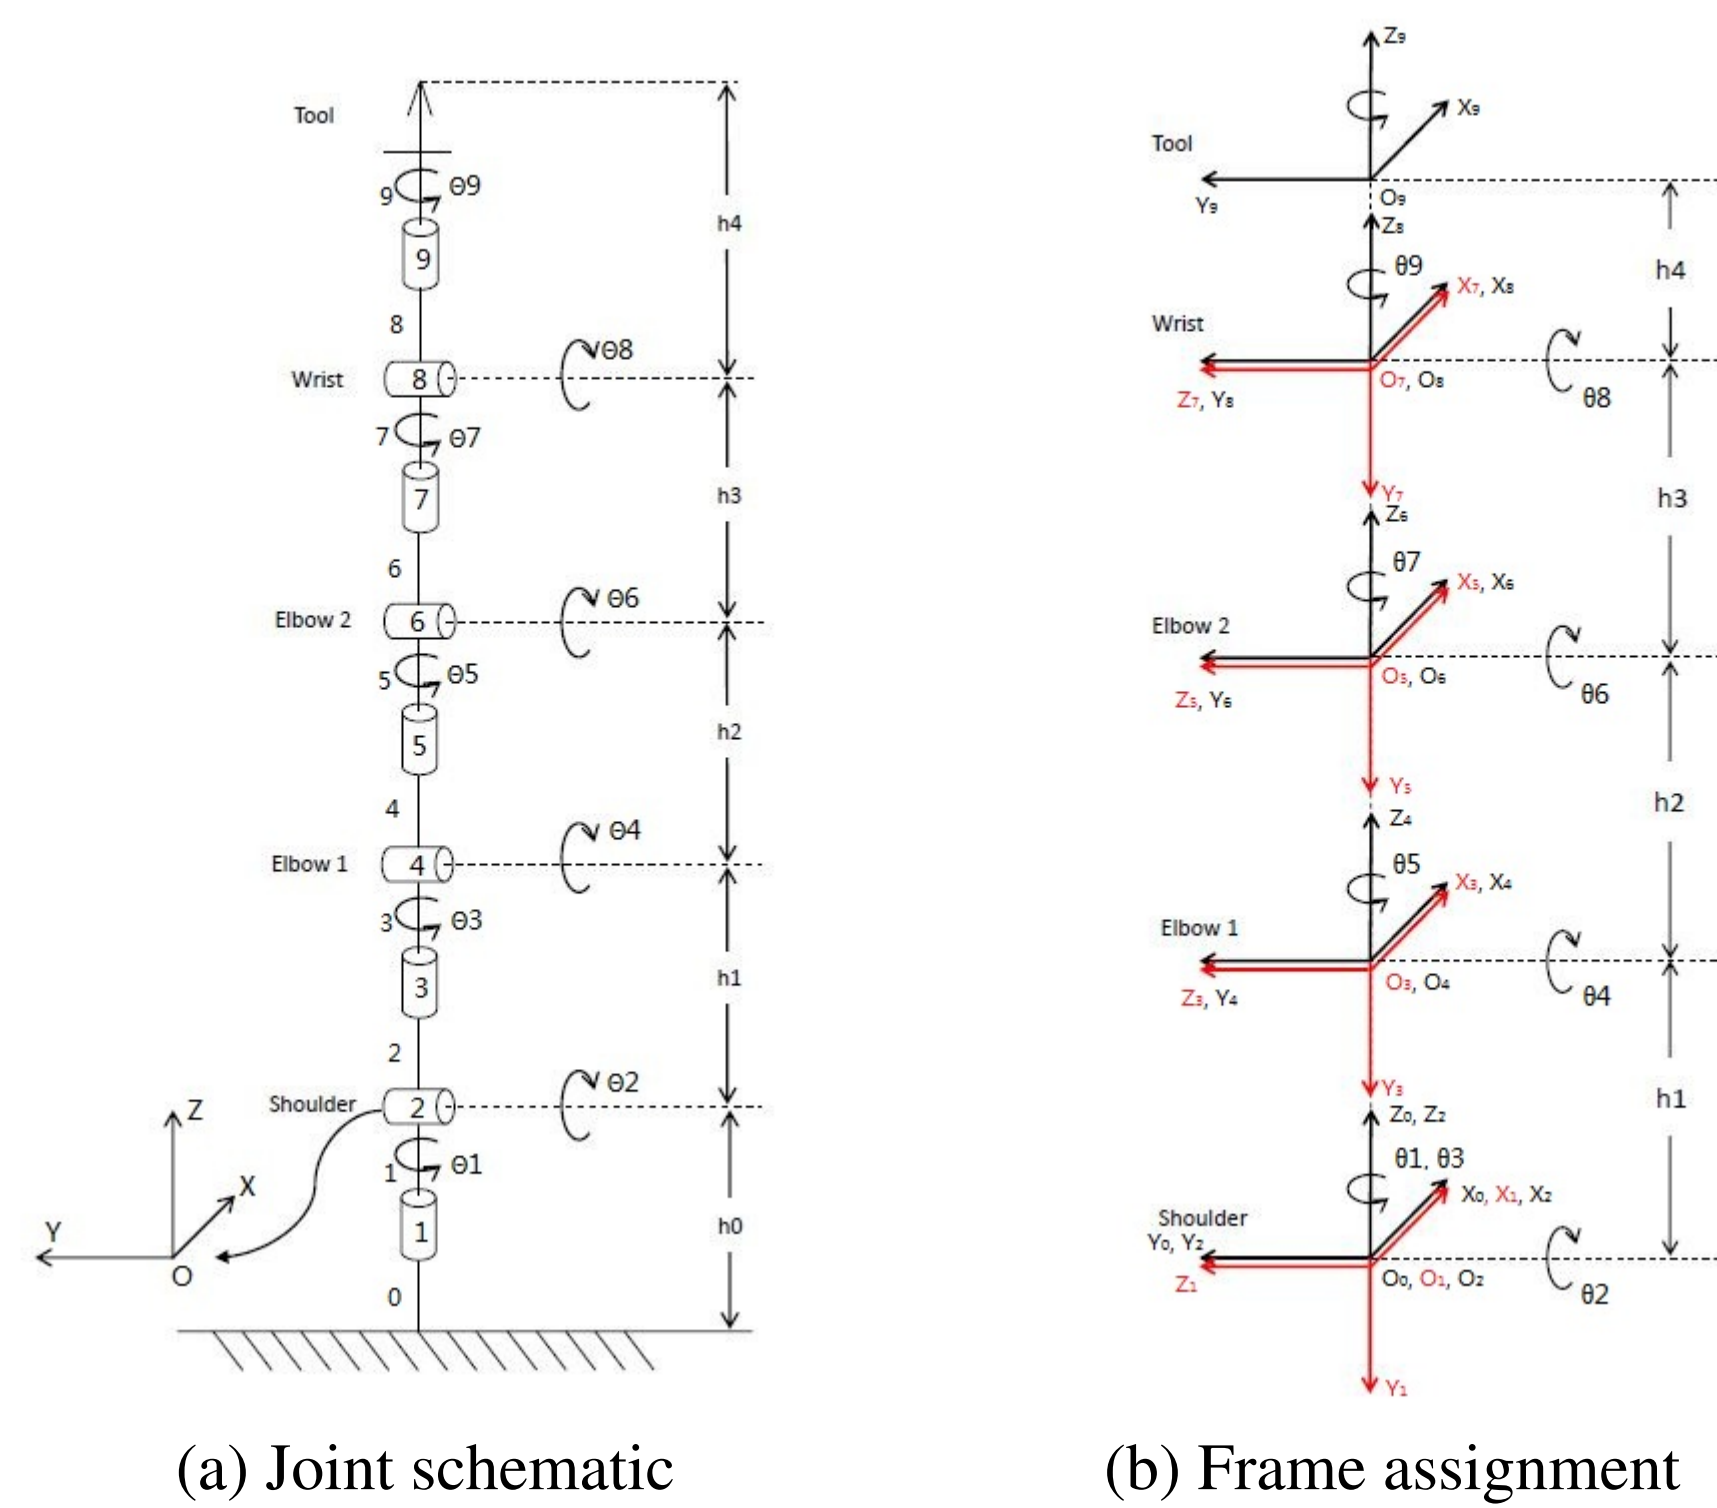 Tool
9
Θ9
9
h4
8
Wrist
8
Θ8
7
Θ7
7
h3
6
Elbow 2
6
Θ6
5
Θ5
5
h2
4
Elbow 1
4
Θ4
3
Θ3
3
h1
2
Shoulder
2
Θ2
Z
X
Y
O
1
Θ1
1
h0
0
(a) Joint schematic
Z₉
X₉
Tool
Y₉
O₉
Z₈
θ9
h4
X₇, X₈
Wrist
O₇, O₈
Z₇, Y₈
θ8
Y₇
h3
Z₆
θ7
X₅, X₆
Elbow 2
O₅, O₆
Z₅, Y₆
θ6
Y₅
h2
Z₄
θ5
X₃, X₄
Elbow 1
O₃, O₄
Z₃, Y₄
θ4
Y₃
h1
Z₀, Z₂
θ1, θ3
X₀, X₁, X₂
Shoulder
Y₀, Y₂
Z₁
O₀, O₁, O₂
θ2
Y₁
(b) Frame assignment